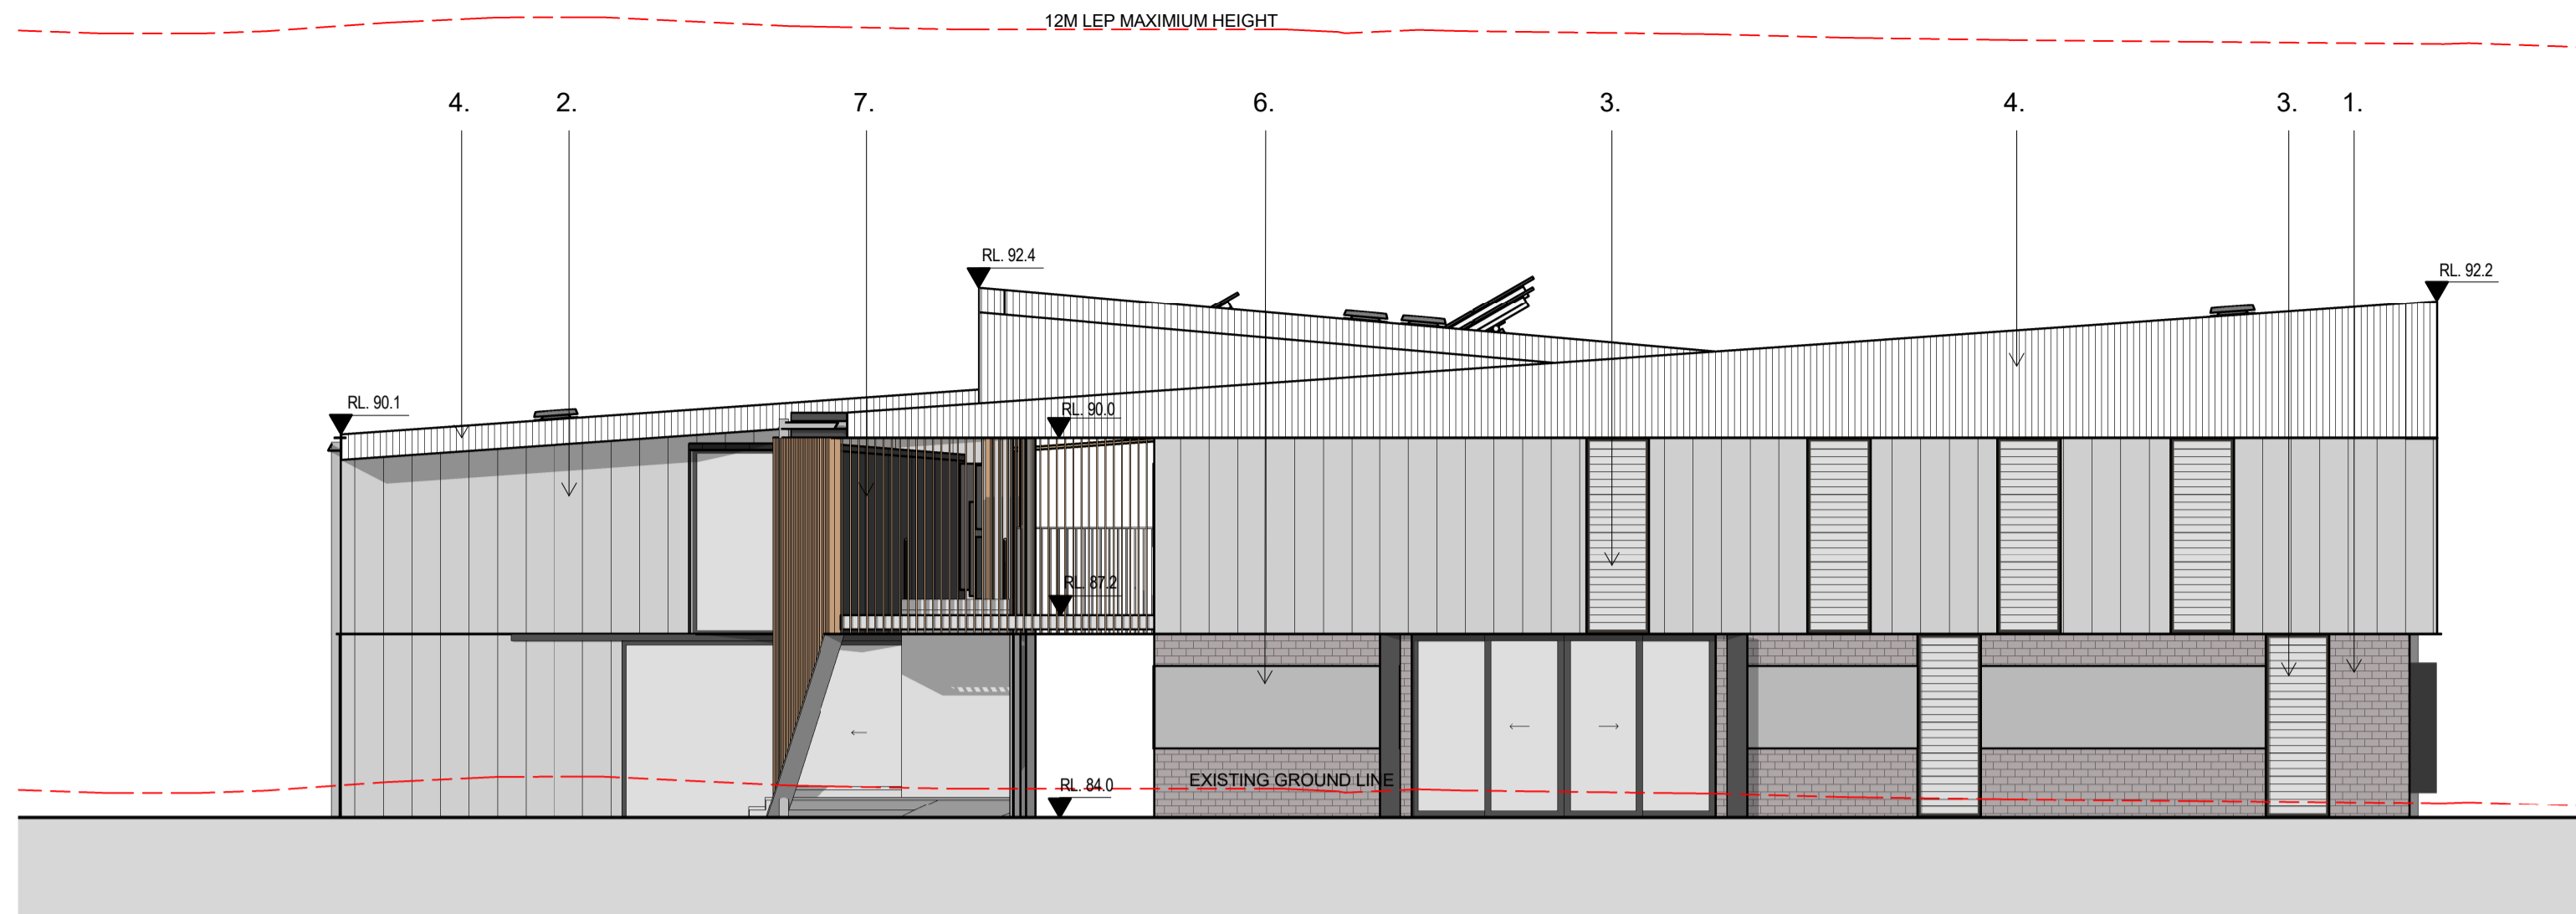 12M LEP MAXIMIUM HEIGHT
4. 2. 7. 6. 3. 4. 3. 1.
RL. 92.4
RL. 92.2
RL. 90.1
RL. 90.0
RL. 87.2
EXISTING GROUND LINE
RL. 84.0